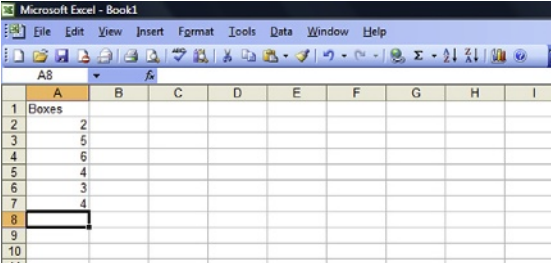 Microsoft Excel - Book1
File Edit View Insert Format Tools Data Window Help
A8 fx
A B C D E F G H I
1 Boxes
2 2
3 5
4 6
5 4
6 3
7 4
8
9
10